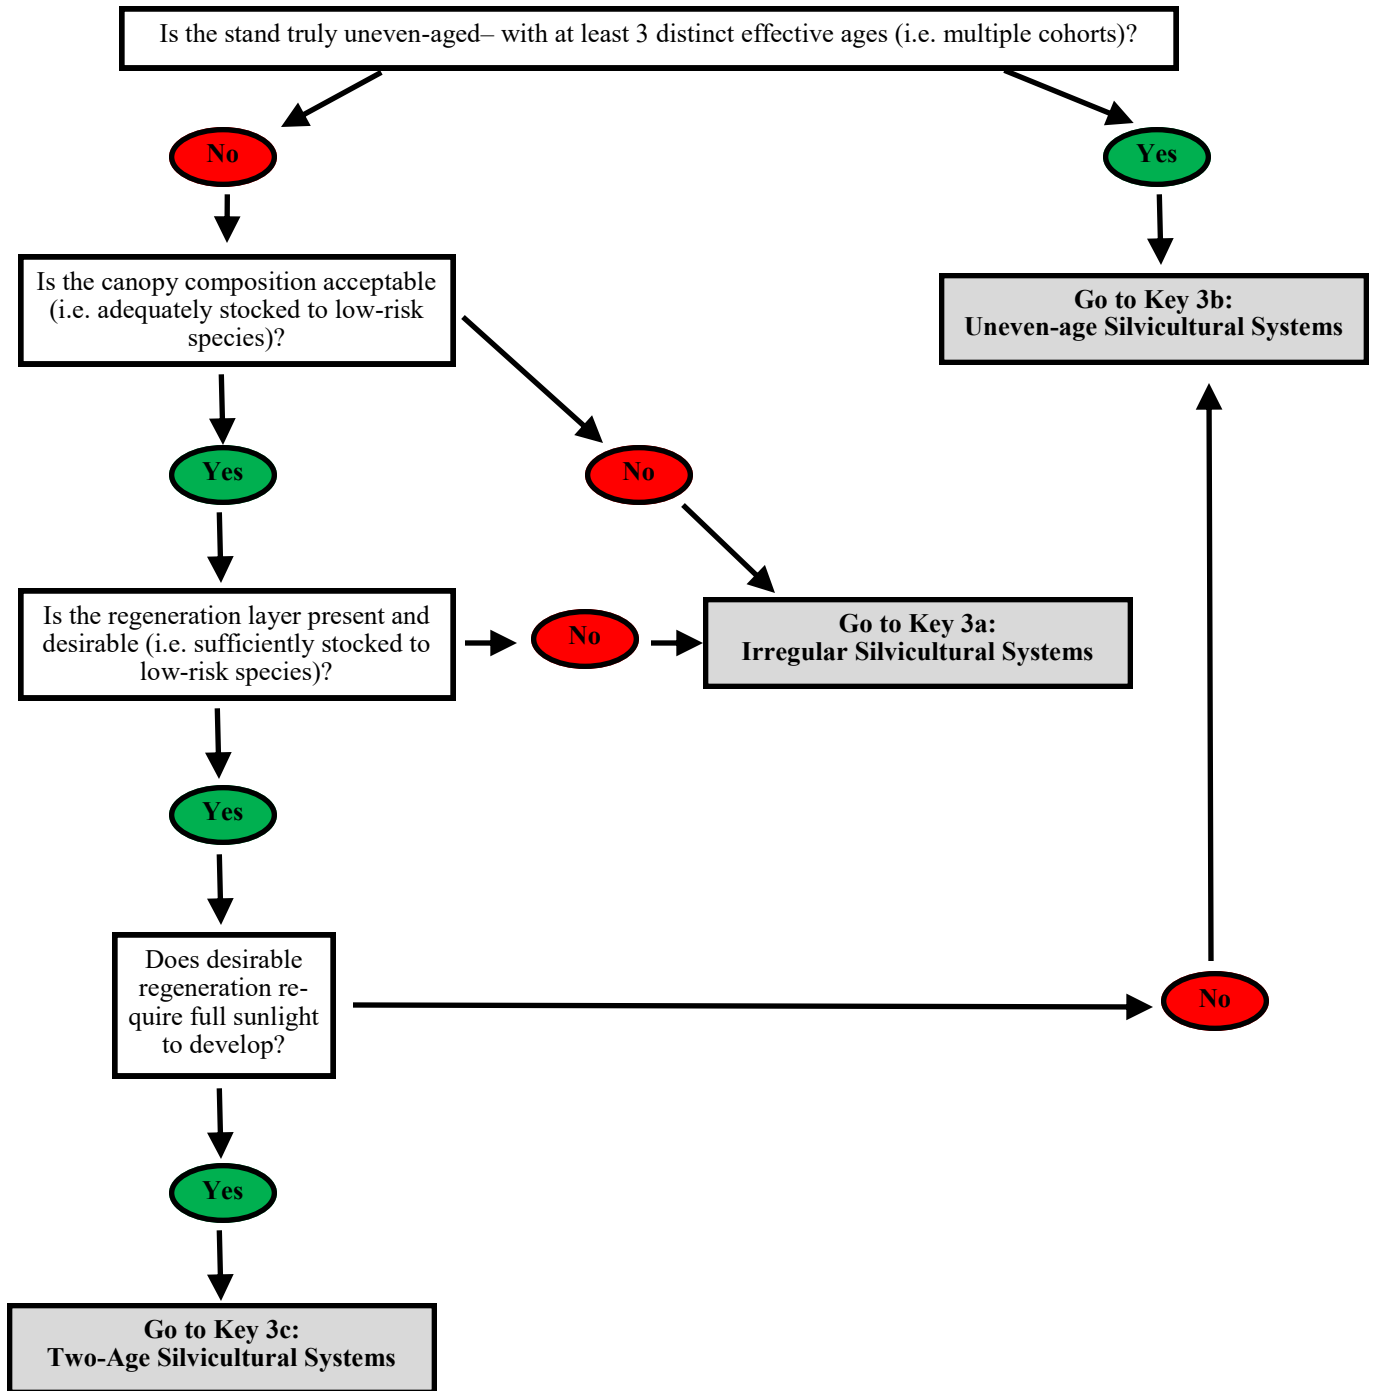 Is the stand truly uneven-aged– with at least 3 distinct effective ages (i.e. multiple cohorts)?
No
Yes
Is the canopy composition acceptable
(i.e. adequately stocked to low-risk
species)?
Go to Key 3b:
Uneven-age Silvicultural Systems
Yes
No
Is the regeneration layer present and
desirable (i.e. sufficiently stocked to
low-risk species)?
No
Go to Key 3a:
Irregular Silvicultural Systems
Yes
Does desirable
regeneration re-
quire full sunlight
to develop?
No
Yes
Go to Key 3c:
Two-Age Silvicultural Systems